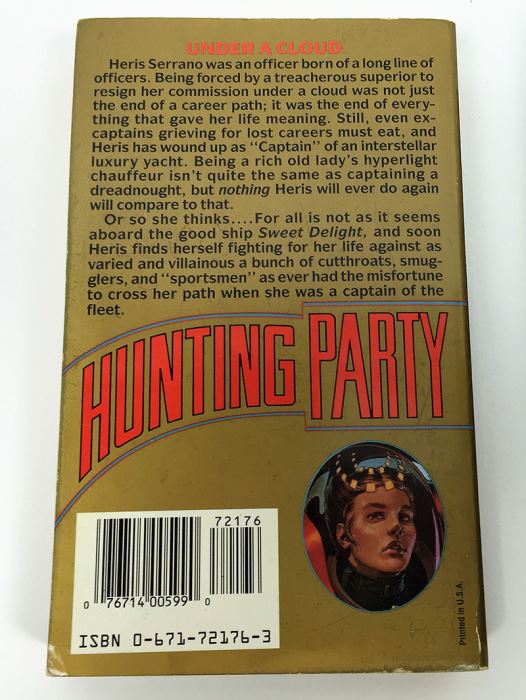 UNDER A CLOUD
Heris Serrano was an officer born of a long line of
officers. Being forced by a treacherous superior to
resign her commission under a cloud was not just
the end of a career path; it was the end of every-
thing that gave her life meaning. Still, even ex-
captains grieving for lost careers must eat, and
Heris has wound up as "Captain" of an interstellar
luxury yacht. Being a rich old lady's hyperlight
chauffeur isn't quite the same as captaining a
dreadnought, but nothing Heris will ever do again
will compare to that.
Or so she thinks....For all is not as it seems
aboard the good ship Sweet Delight, and soon
Heris finds herself fighting for her life against as
varied and villainous a bunch of cutthroats, smug-
glers, and "sportsmen" as ever had the misfortune
to cross her path when she was a captain of the
fleet.
HUNTING PARTY
72176
0 76714 00599 0
ISBN 0-671-72176-3
Printed in U.S.A.